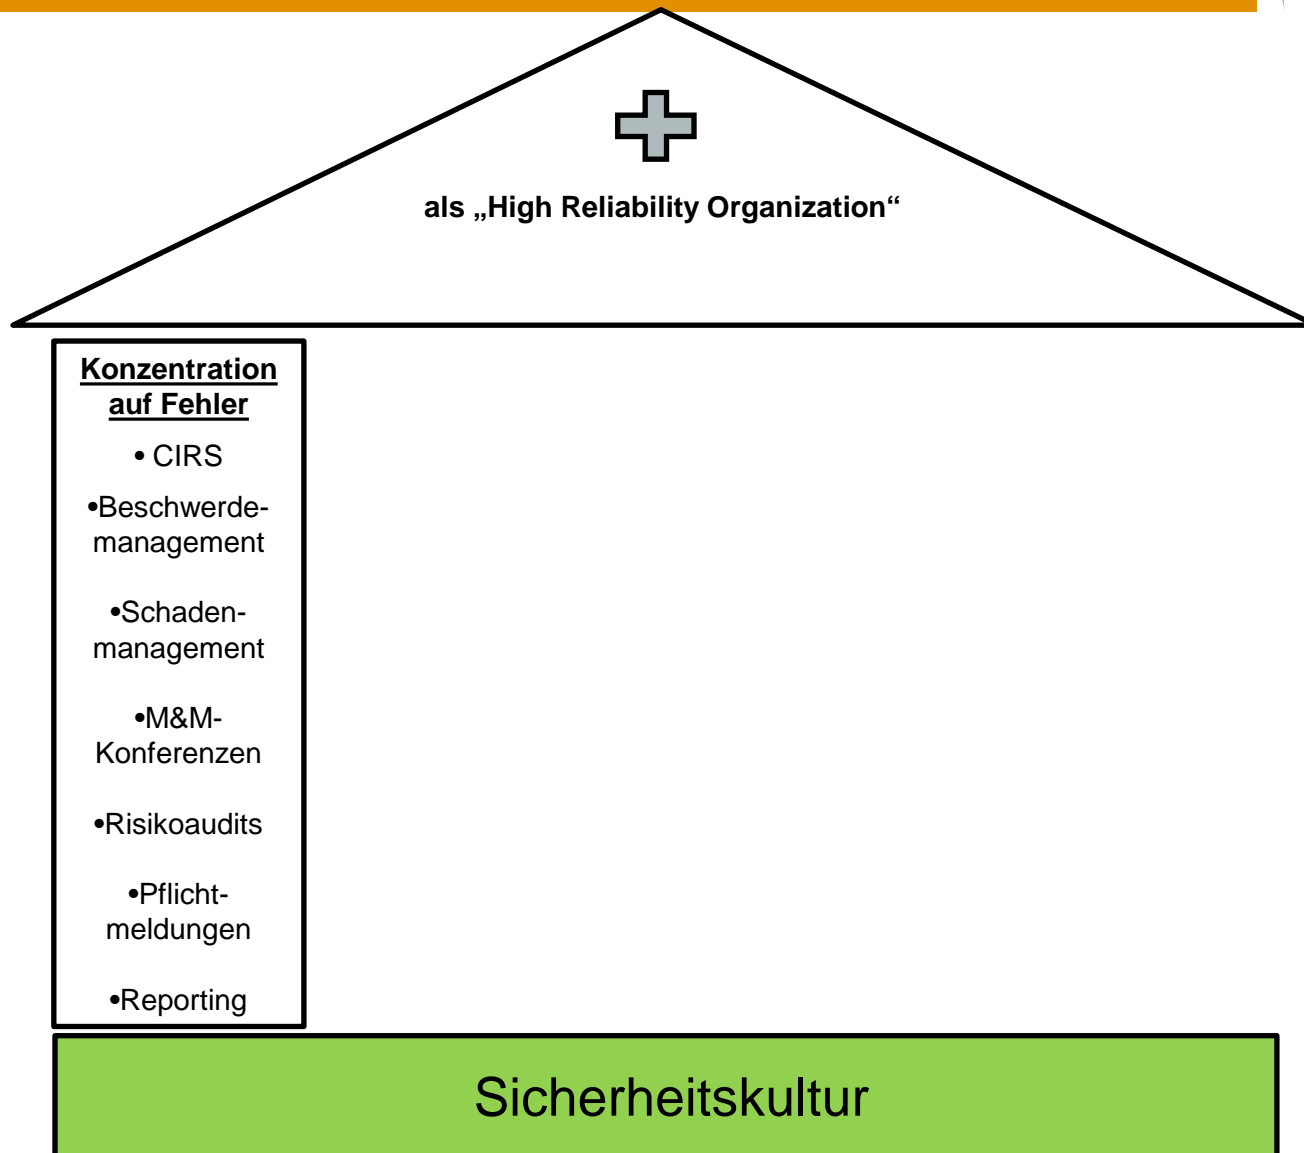 als „High Reliability Organization“
Konzentration
auf Fehler
• CIRS
•Beschwerde-
management
•Schaden-
management
•M&M-
Konferenzen
•Risikoaudits
•Pflicht-
meldungen
•Reporting
Sicherheitskultur